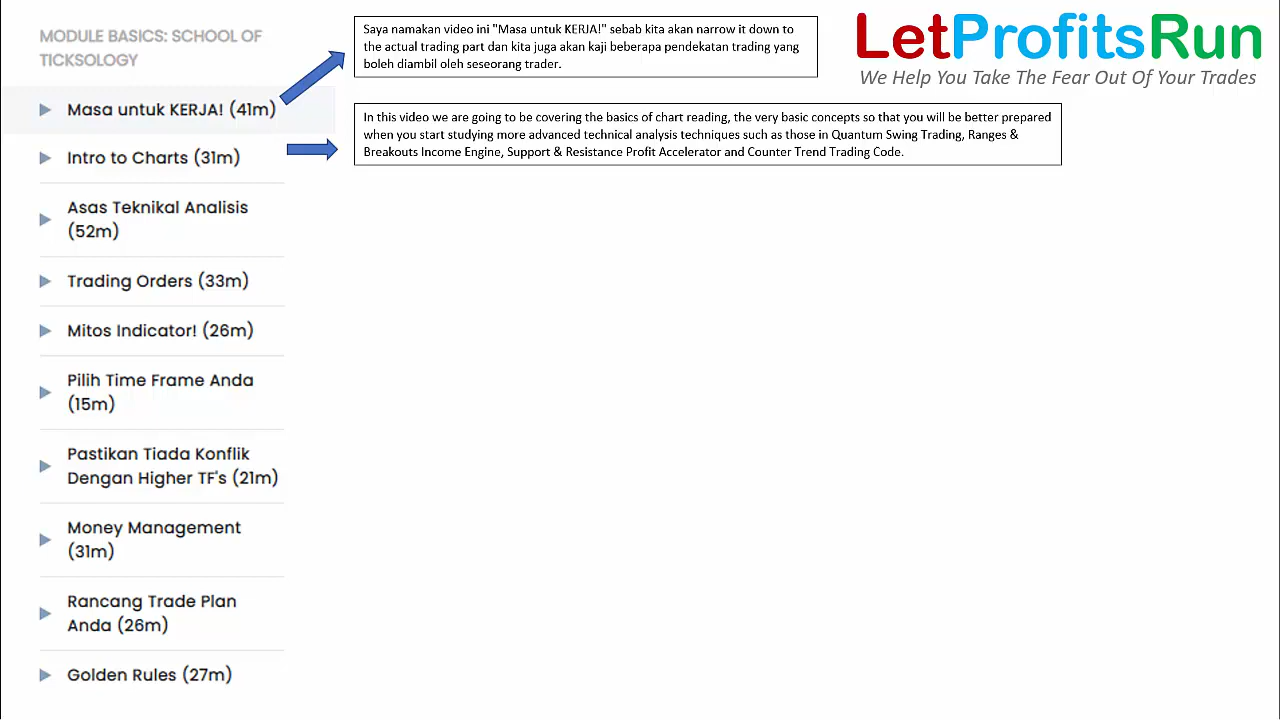 MODULE BASICS: SCHOOL OF
TICKSOLOGY
Masa untuk KERJA! (41m)
Intro to Charts (31m)
Asas Teknikal Analisis
(52m)
Trading Orders (33m)
Mitos Indicator! (26m)
Pilih Time Frame Anda
(15m)
Pastikan Tiada Konflik
Dengan Higher TF's (21m)
Money Management
(31m)
Rancang Trade Plan
Anda (26m)
Golden Rules (27m)
Saya namakan video ini "Masa untuk KERJA!" sebab kita akan narrow it down to
the actual trading part dan kita juga akan kaji beberapa pendekatan trading yang
boleh diambil oleh seseorang trader.
In this video we are going to be covering the basics of chart reading, the very basic concepts so that you will be better prepared
when you start studying more advanced technical analysis techniques such as those in Quantum Swing Trading, Ranges &
Breakouts Income Engine, Support & Resistance Profit Accelerator and Counter Trend Trading Code.
LetProfitsRun
We Help You Take The Fear Out Of Your Trades